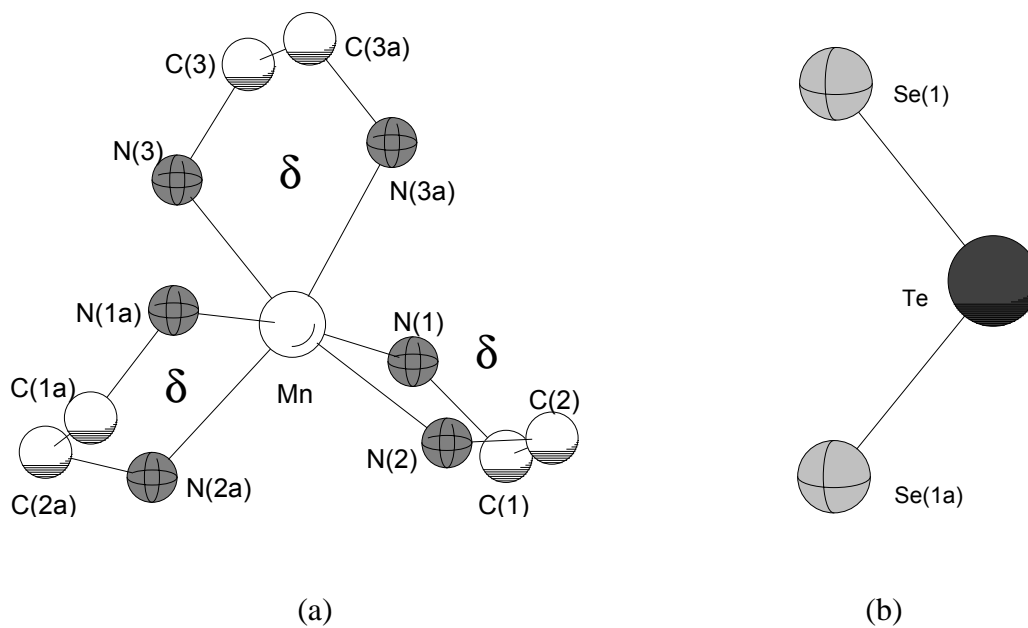 C(3)
C(3a)
N(3)
δ
N(3a)
N(1a)
N(1)
δ
C(1a)
δ
Mn
C(2)
N(2)
C(2a)
N(2a)
C(1)
Se(1)
Te
Se(1a)
(a)
(b)